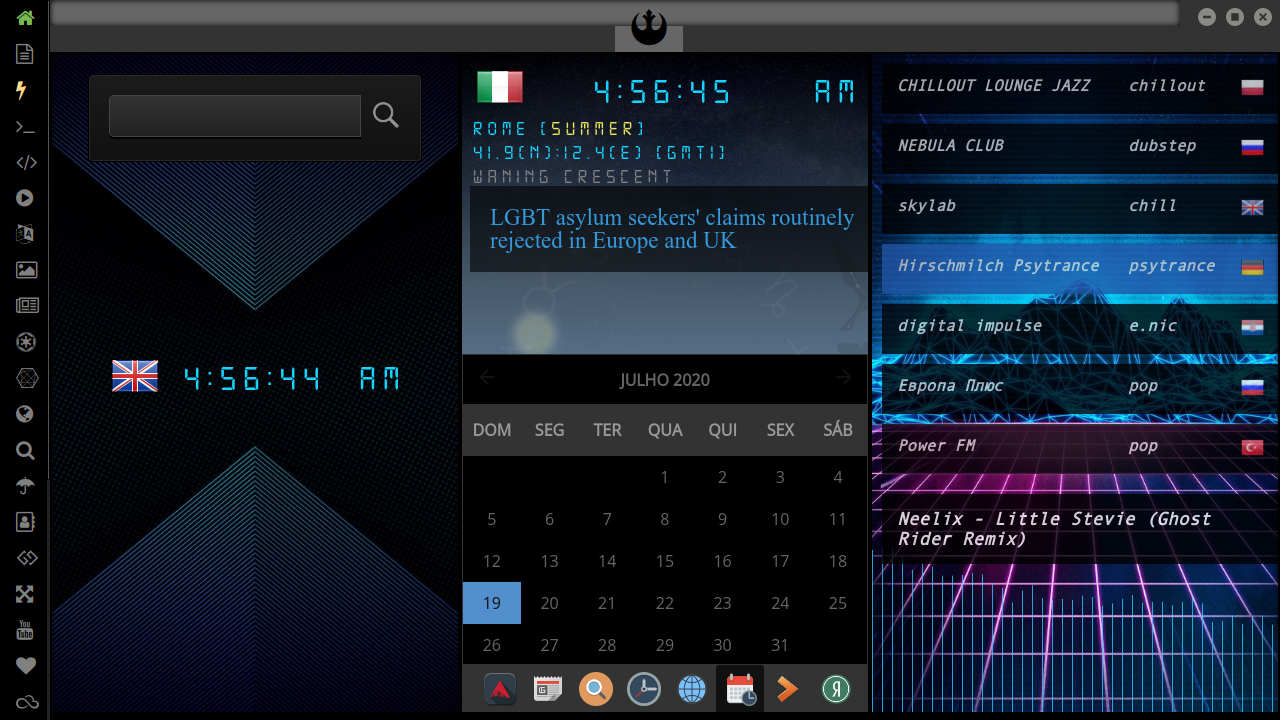 4:56:44 AM
4:56:45 AM
ROME (SUMMER)
41.9(N):12.4(E) (GMT1)
WANING CRESCENT
LGBT asylum seekers' claims routinely
rejected in Europe and UK
JULHO 2020
DOM SEG TER QUA QUI SEX SÁB
1 2 3 4
5 6 7 8 9 10 11
12 13 14 15 16 17 18
19 20 21 22 23 24 25
26 27 28 29 30 31
CHILLOUT LOUNGE JAZZ chillout
NEBULA CLUB dubstep
skylab chill
Hirschmilch Psytrance psytrance
digital impulse e.nic
Европа Плюс pop
Power FM pop
Neelix - Little Stevie (Ghost
Rider Remix)
You
Tube
Я